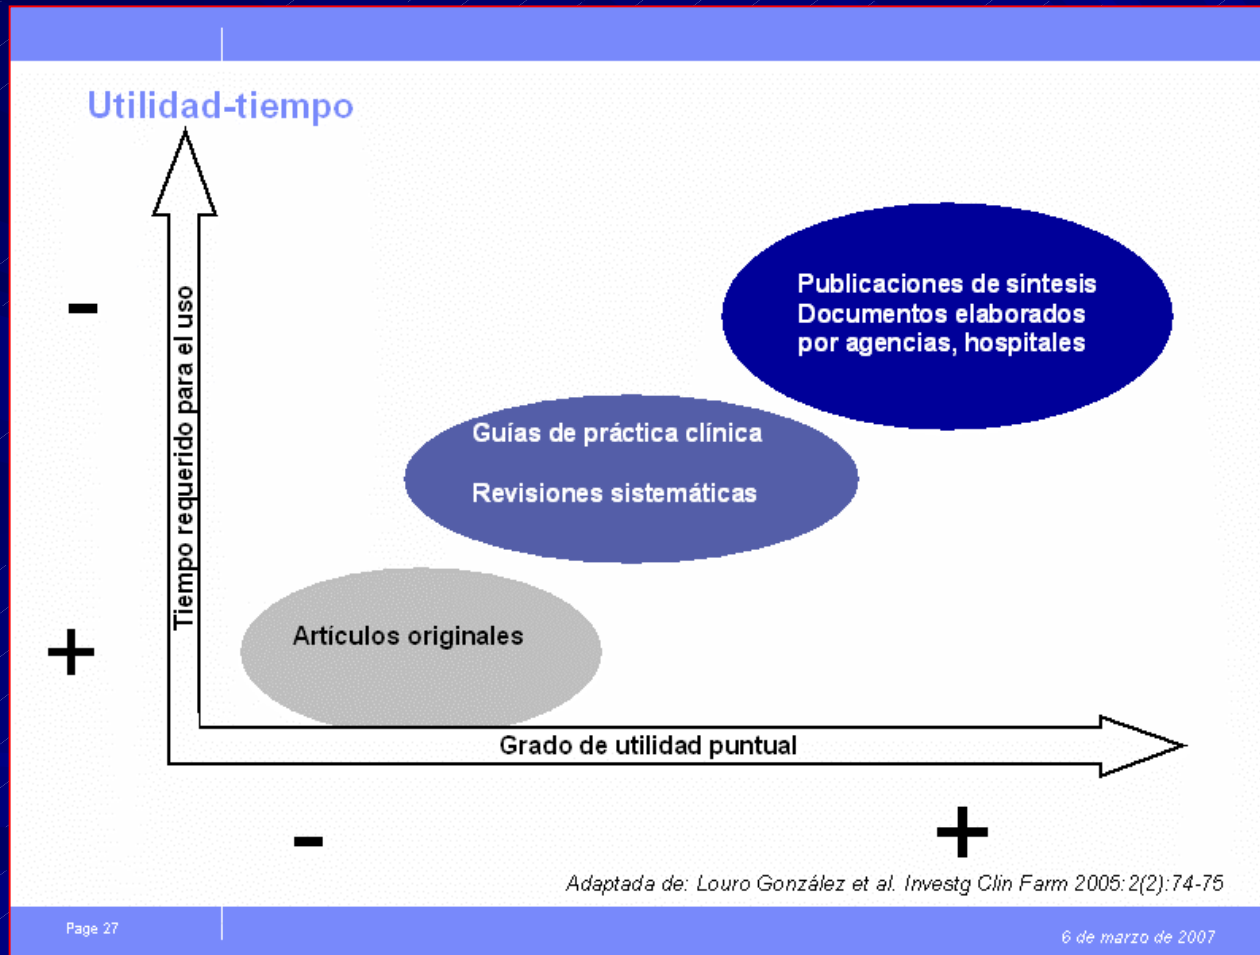 Utilidad-tiempo
-
Tiempo requerido para el uso
+
Publicaciones de síntesis
Documentos elaborados
por agencias, hospitales
Guías de práctica clínica
Revisiones sistemáticas
Artículos originales
Grado de utilidad puntual
-
+
Adaptada de: Louro González et al. Investg Clin Farm 2005:2(2):74-75
Page 27
6 de marzo de 2007